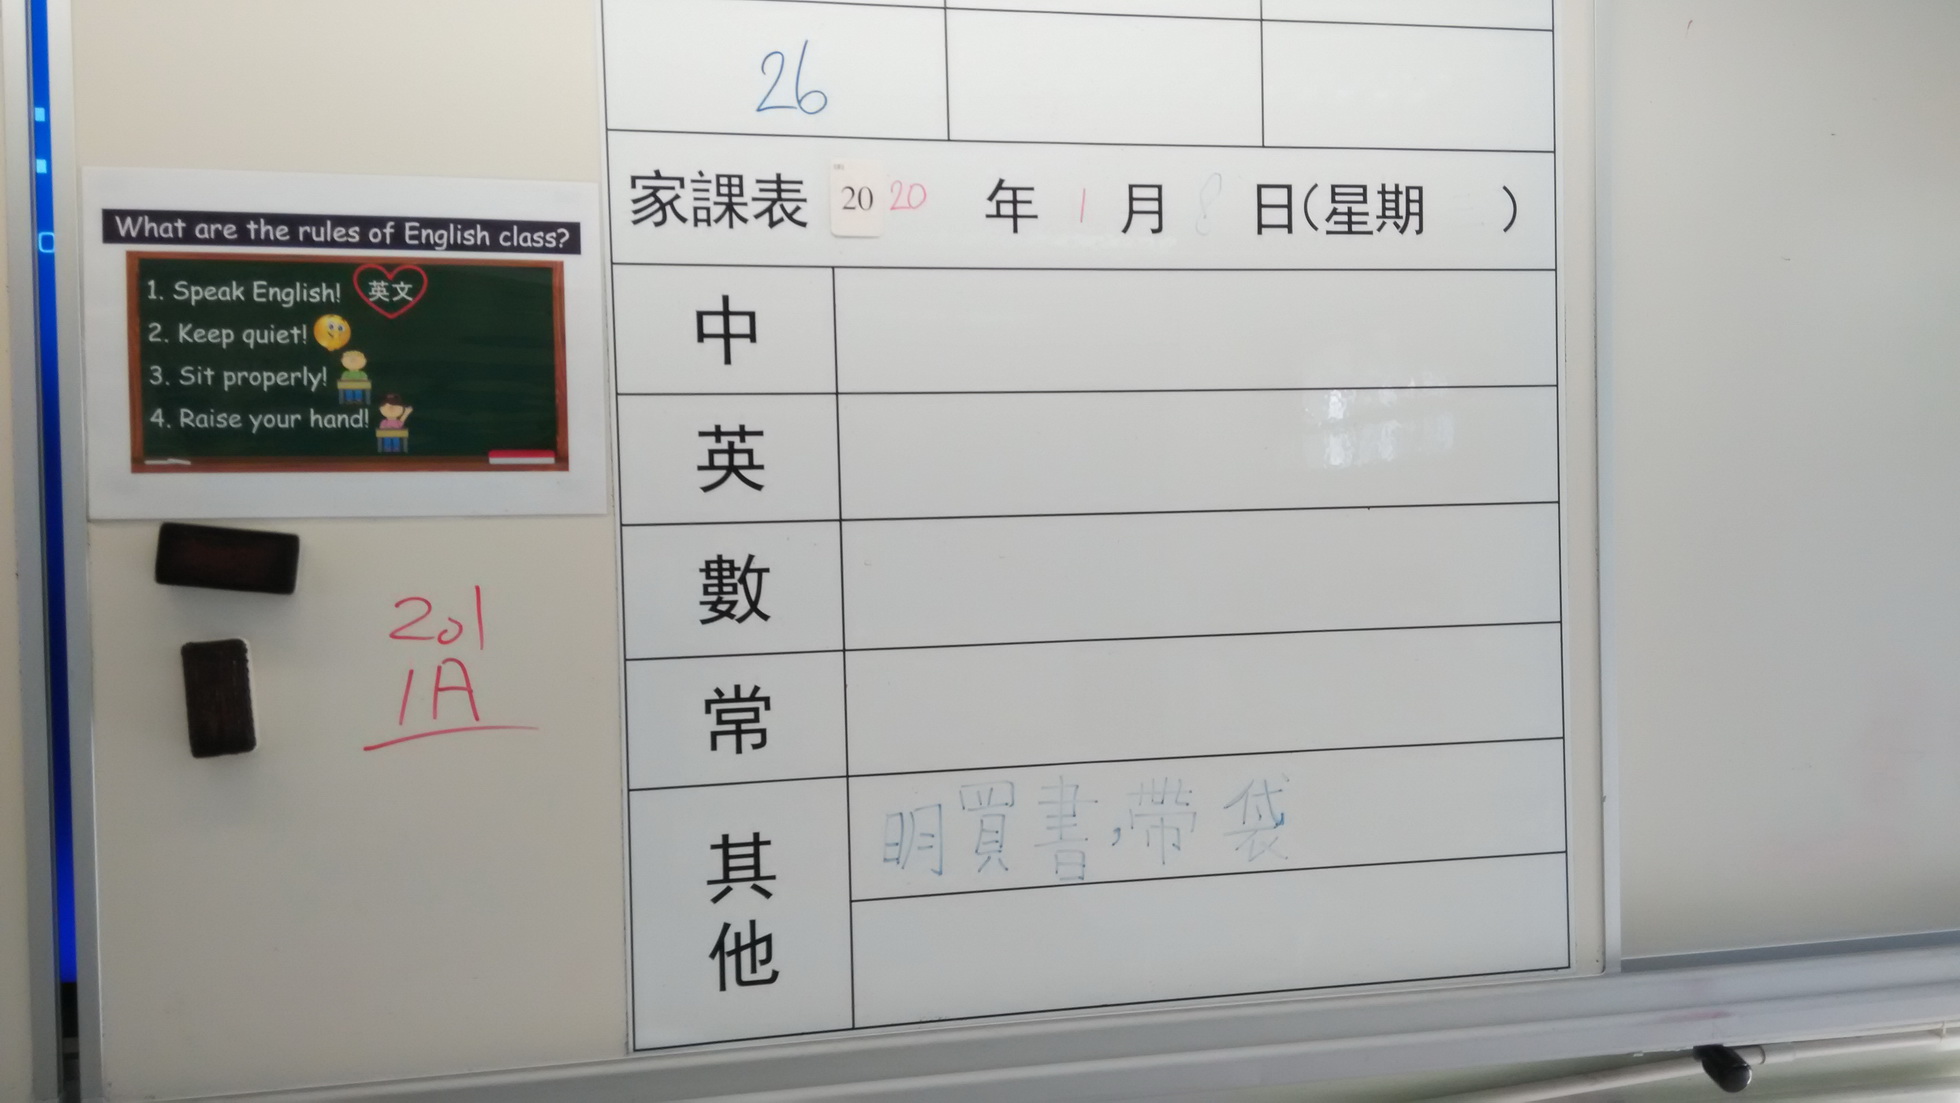 26
家課表 2020 年 1 月 8 日(星期 )
What are the rules of English class?
1. Speak English! 英文
2. Keep quiet!
3. Sit properly!
4. Raise your hand!
201
1A
中
英
數
常
其他
明買書,帶袋